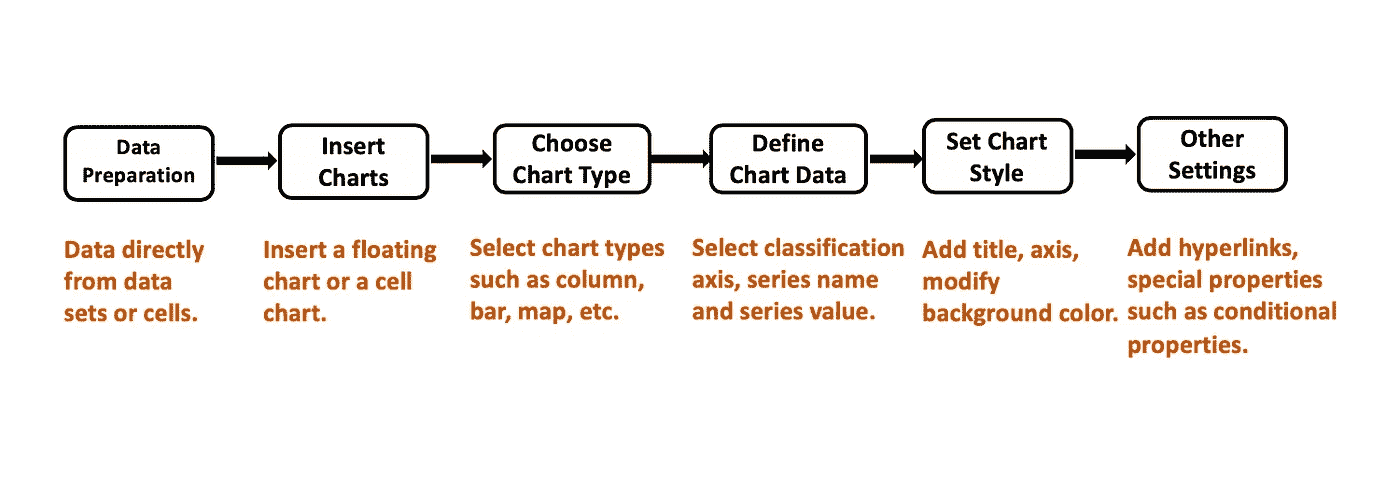 Data
Preparation
Insert
Charts
Choose
Chart Type
Define
Chart Data
Set Chart
Style
Other
Settings
Data directly
from data
sets or cells.
Insert a floating
chart or a cell
chart.
Select chart types
such as column,
bar, map, etc.
Select classification
axis, series name
and series value.
Add title, axis,
modify
background color.
Add hyperlinks,
special properties
such as conditional
properties.